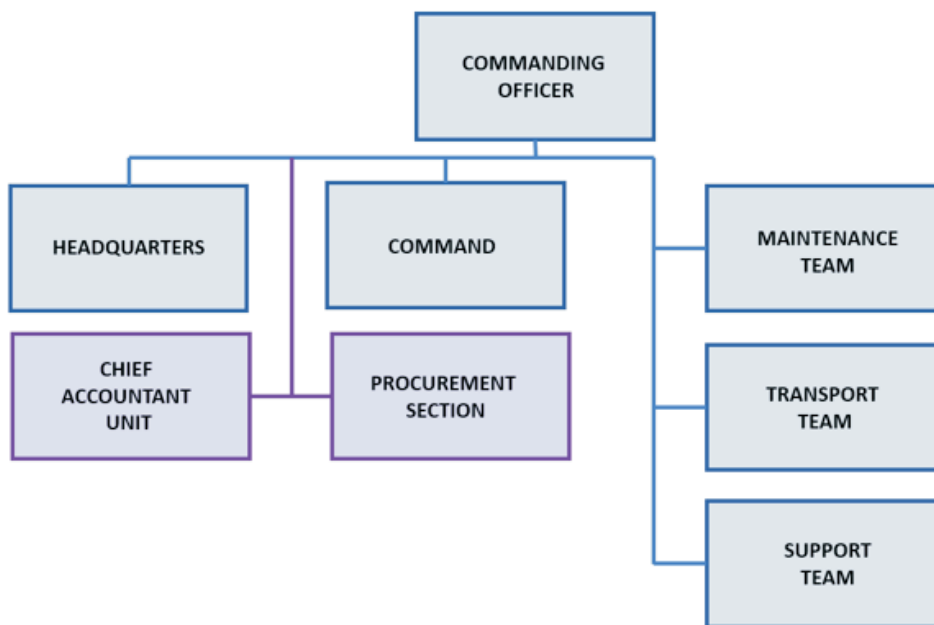 COMMANDING
OFFICER
HEADQUARTERS
COMMAND
MAINTENANCE
TEAM
CHIEF
ACCOUNTANT
UNIT
PROCUREMENT
SECTION
TRANSPORT
TEAM
SUPPORT
TEAM